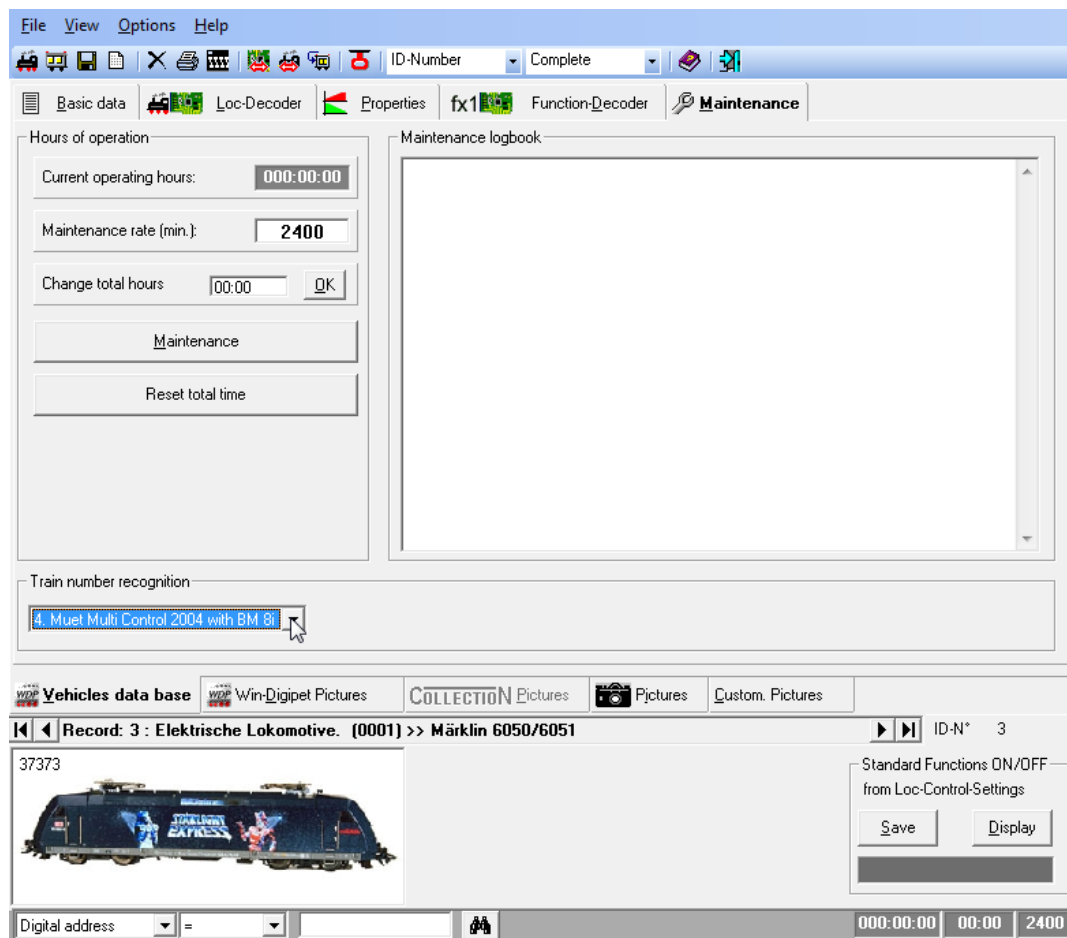 File View Options Help
ID-Number Complete
Basic data Loc-Decoder Properties fx1 Function-Decoder Maintenance
Hours of operation
Current operating hours: 000:00:00
Maintenance rate (min.): 2400
Change total hours 00:00 OK
Maintenance
Reset total time
Maintenance logbook
Train number recognition
4. Muet Multi Control 2004 with BM 8i
WDP Vehicles data base WDP Win-Digipet Pictures COLLECTION Pictures Pictures Custom. Pictures
Record: 3 : Elektrische Lokomotive. (0001) >> Märklin 6050/6051 ID-N° 3
37373
STARLIGHT
EXPRESS
Standard Functions ON/OFF
from Loc-Control-Settings
Save Display
Digital address = 000:00:00 00:00 2400